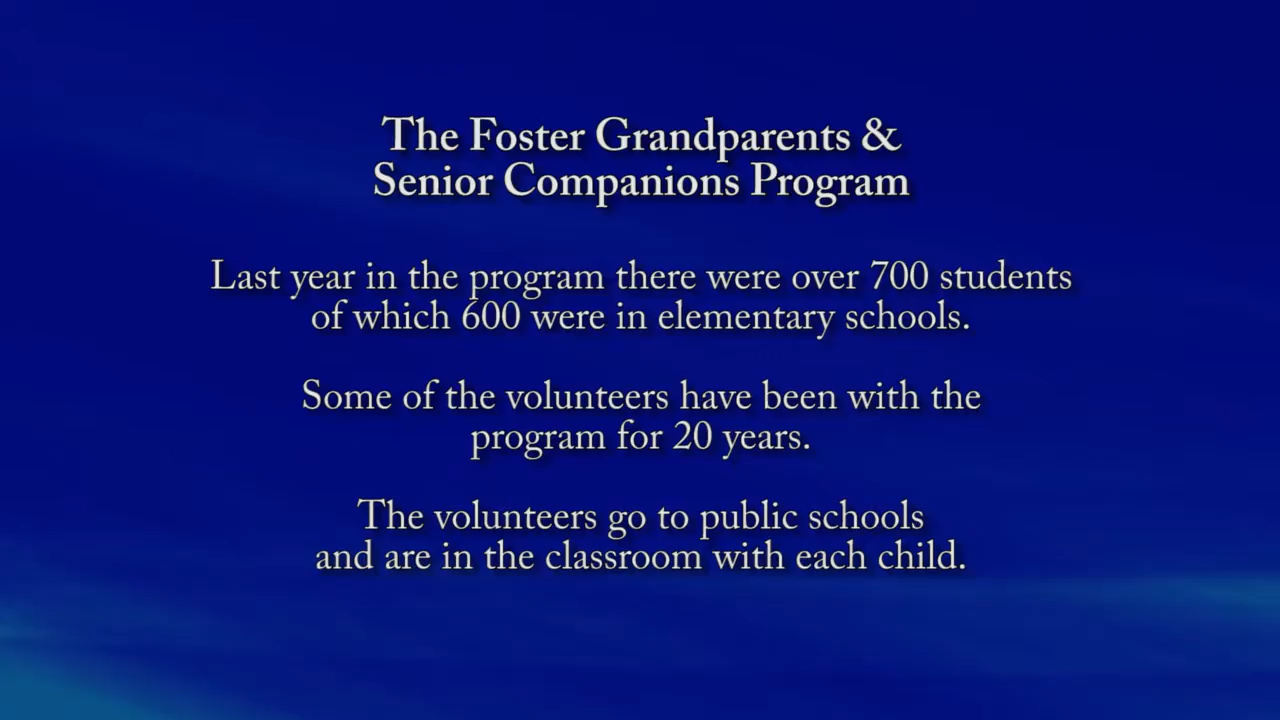 The Foster Grandparents &
Senior Companions Program
Last year in the program there were over 700 students
of which 600 were in elementary schools.
Some of the volunteers have been with the
program for 20 years.
The volunteers go to public schools
and are in the classroom with each child.